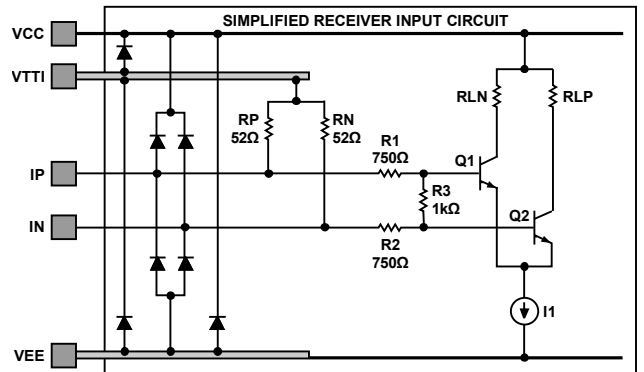 SIMPLIFIED RECEIVER INPUT CIRCUIT
VCC
VTTI
RLN
RLP
RP
52Ω
RN
52Ω
R1
750Ω
Q1
IP
R3
1kΩ
Q2
IN
R2
750Ω
I1
VEE